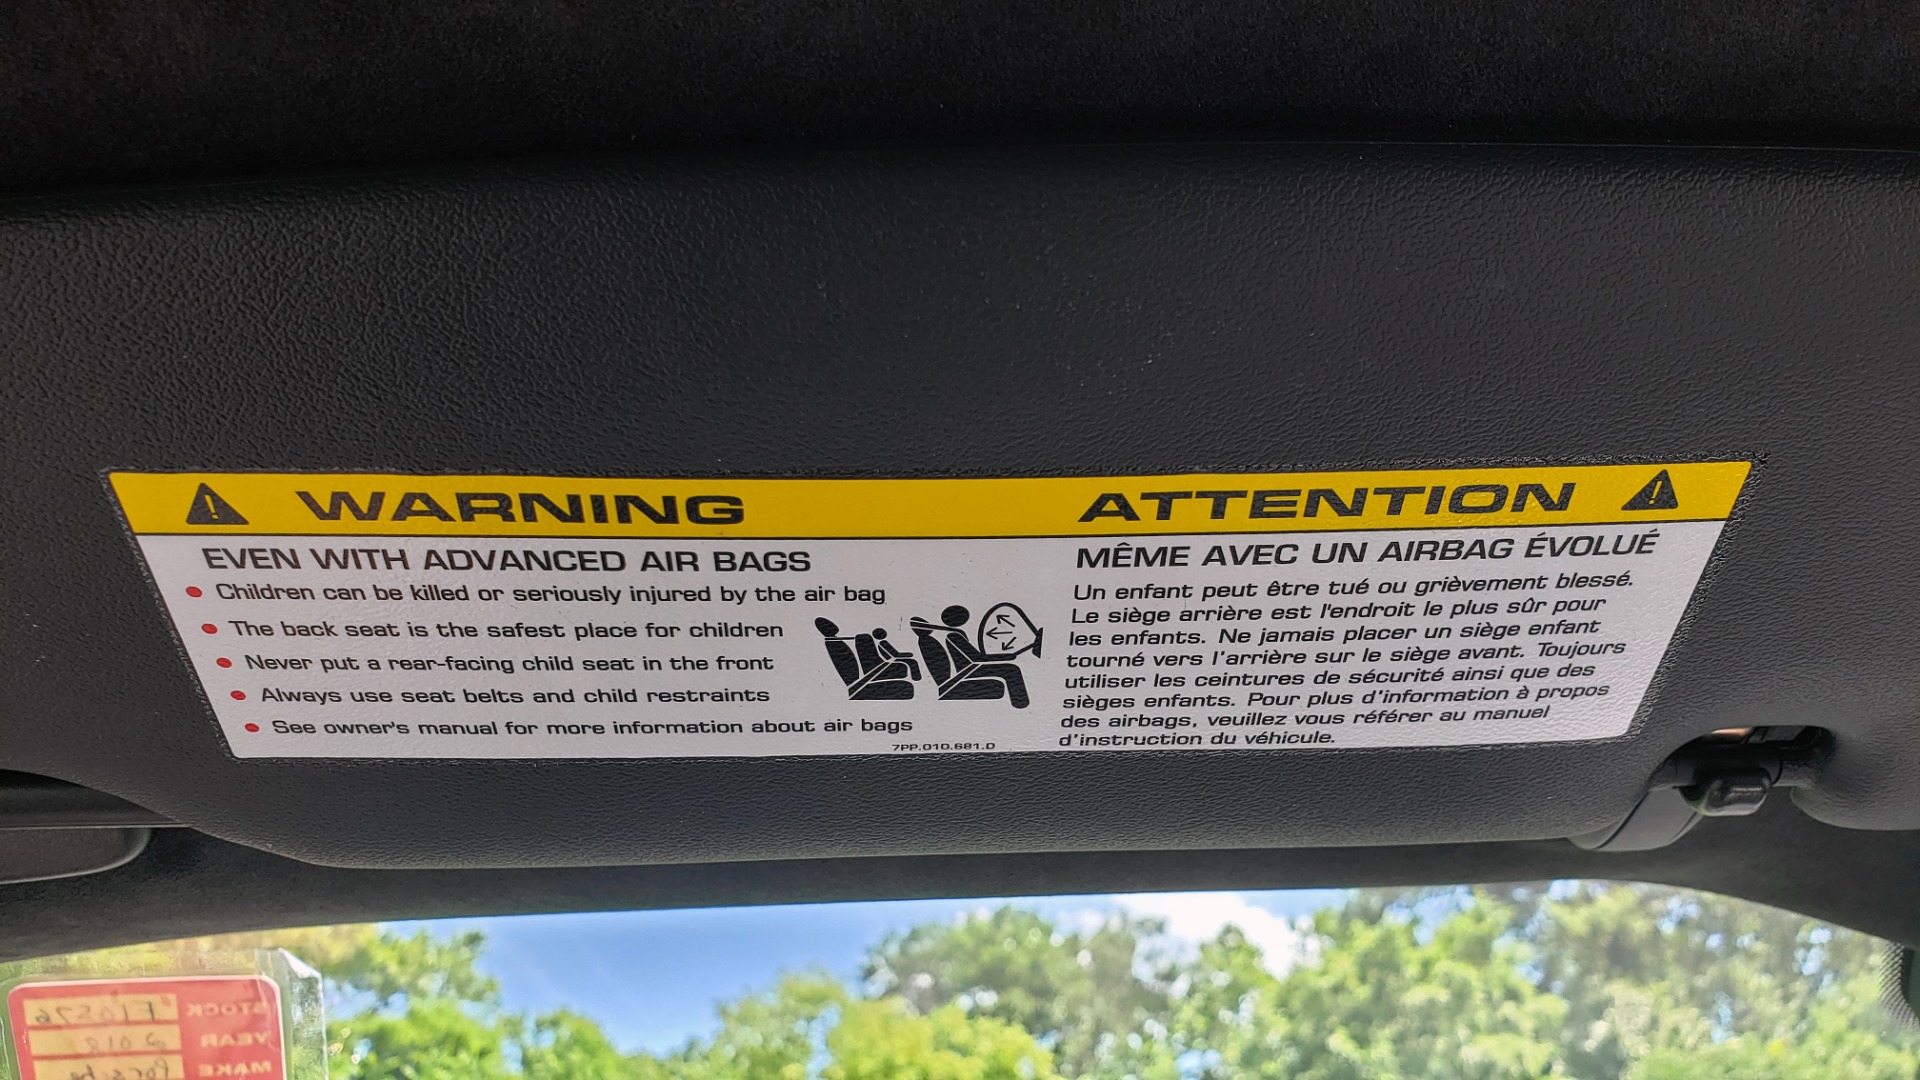 WARNING
EVEN WITH ADVANCED AIR BAGS
• Children can be killed or seriously injured by the air bag
• The back seat is the safest place for children
• Never put a rear-facing child seat in the front
• Always use seat belts and child restraints
• See owner's manual for more information about air bags
7PP.010.681.D
ATTENTION
MÊME AVEC UN AIRBAG ÉVOLUÉ
Un enfant peut être tué ou grièvement blessé.
Le siège arrière est l'endroit le plus sûr pour
les enfants. Ne jamais placer un siège enfant
tourné vers l'arrière sur le siège avant. Toujours
utiliser les ceintures de sécurité ainsi que des
sièges enfants. Pour plus d'information à propos
des airbags, veuillez vous référer au manuel
d'instruction du véhicule.
STOCK
YEAR 2018
MAKE Porsche